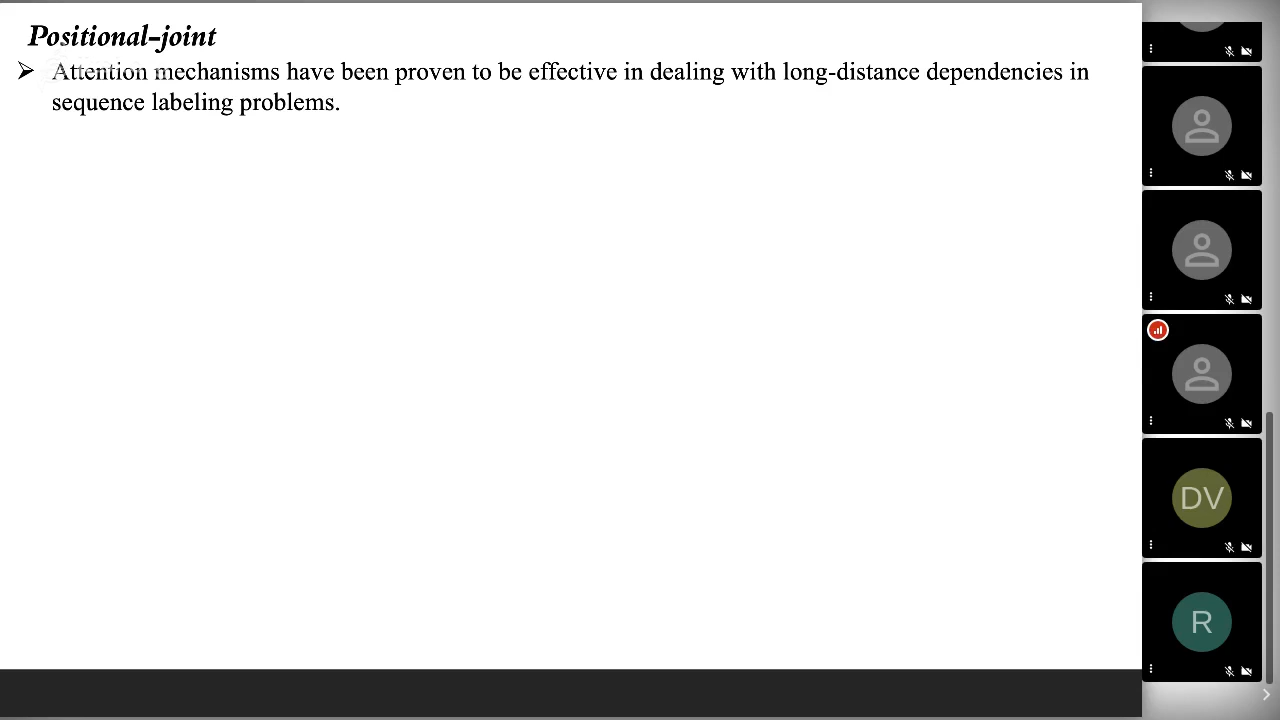 Positional-joint
➢ Attention mechanisms have been proven to be effective in dealing with long-distance dependencies in
sequence labeling problems.
DV
R